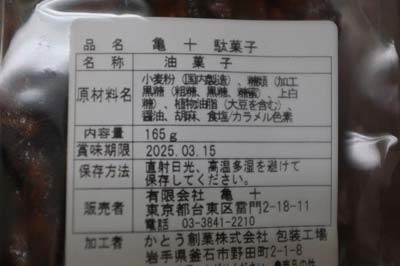 品名 亀十 駄菓子
名称 油菓子
原材料名 小麦粉(国内製造)、糖類(加工
黒糖(粗糖、黒糖、糖蜜)、上白
糖)、植物油脂(大豆を含む)、
醤油、胡麻、食塩/カラメル色素
内容量 165g
賞味期限 2025.03.15
保存方法 直射日光、高温多湿を避けて
保存してください。
販売者 有限会社 亀十
東京都台東区雷門2-18-11
電話 03-3841-2210
加工者 かとう創菓株式会社 包装工場
岩手県釜石市野田町2-1-8